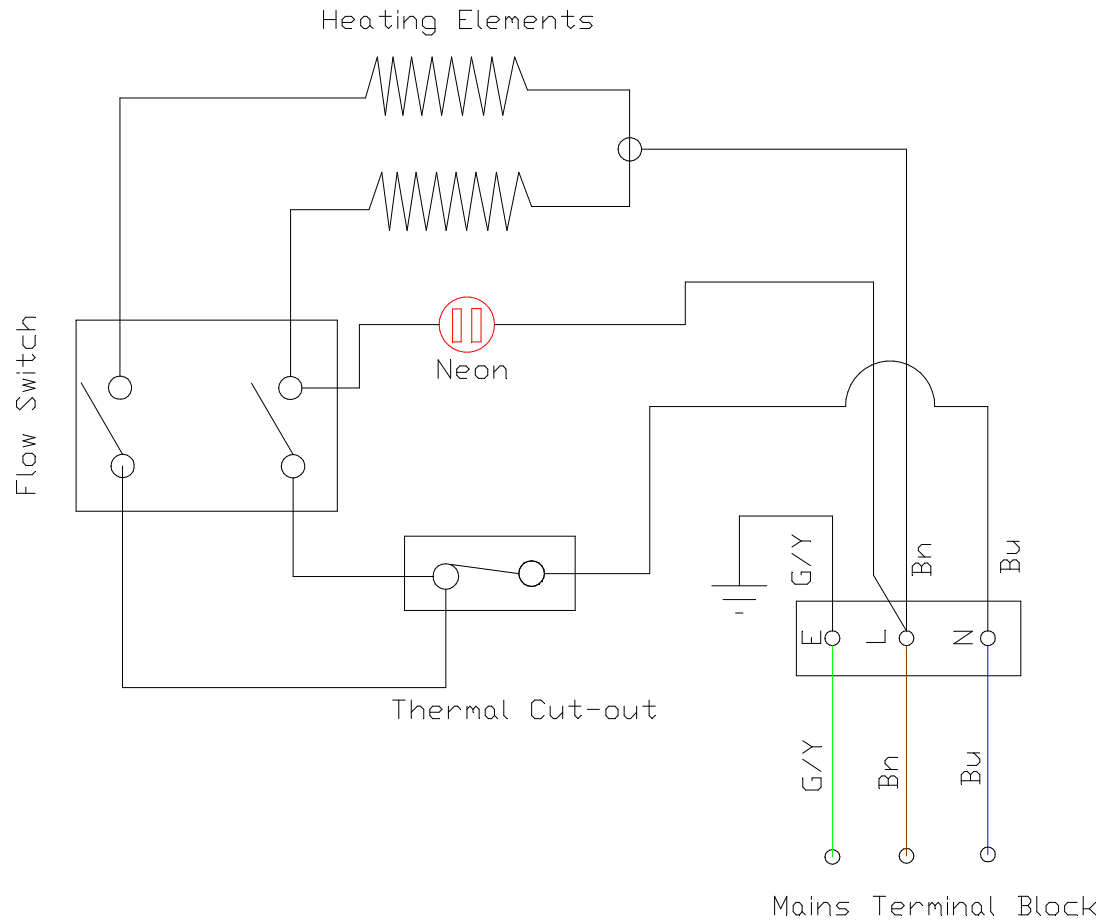 Heating Elements
Flow Switch
Neon
G/Y
Bn
Bu
E
L
N
Thermal Cut-out
G/Y
Bn
Bu
Mains Terminal Block